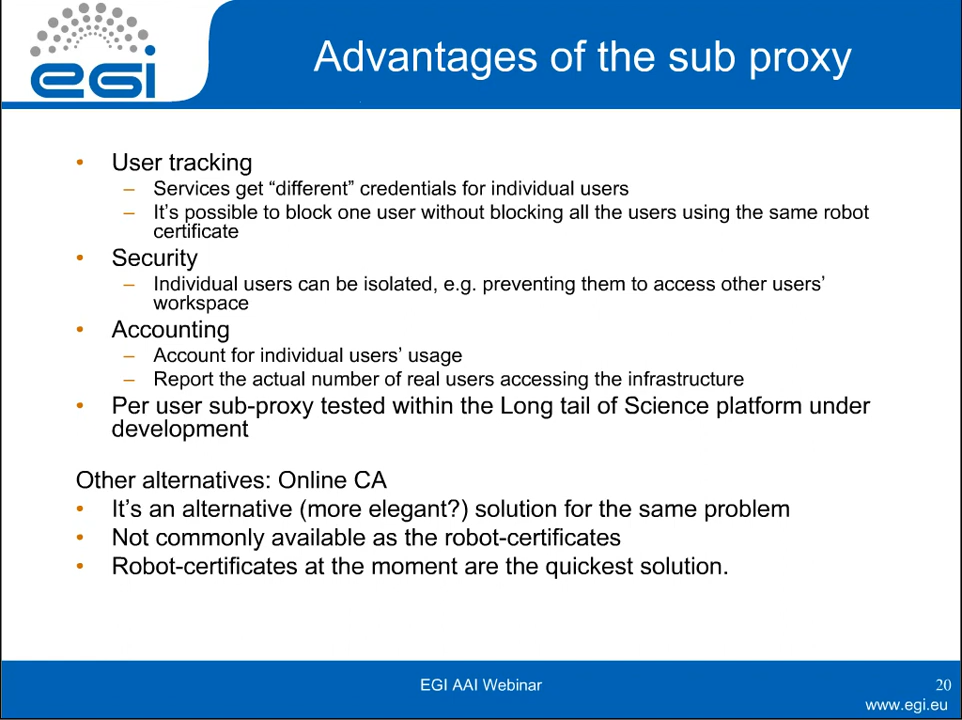 egi
Advantages of the sub proxy
• User tracking
– Services get “different” credentials for individual users
– It’s possible to block one user without blocking all the users using the same robot
certificate
• Security
– Individual users can be isolated, e.g. preventing them to access other users’
workspace
• Accounting
– Account for individual users’ usage
– Report the actual number of real users accessing the infrastructure
• Per user sub-proxy tested within the Long tail of Science platform under
development
Other alternatives: Online CA
• It’s an alternative (more elegant?) solution for the same problem
• Not commonly available as the robot-certificates
• Robot-certificates at the moment are the quickest solution.
EGI AAI Webinar
20
www.egi.eu